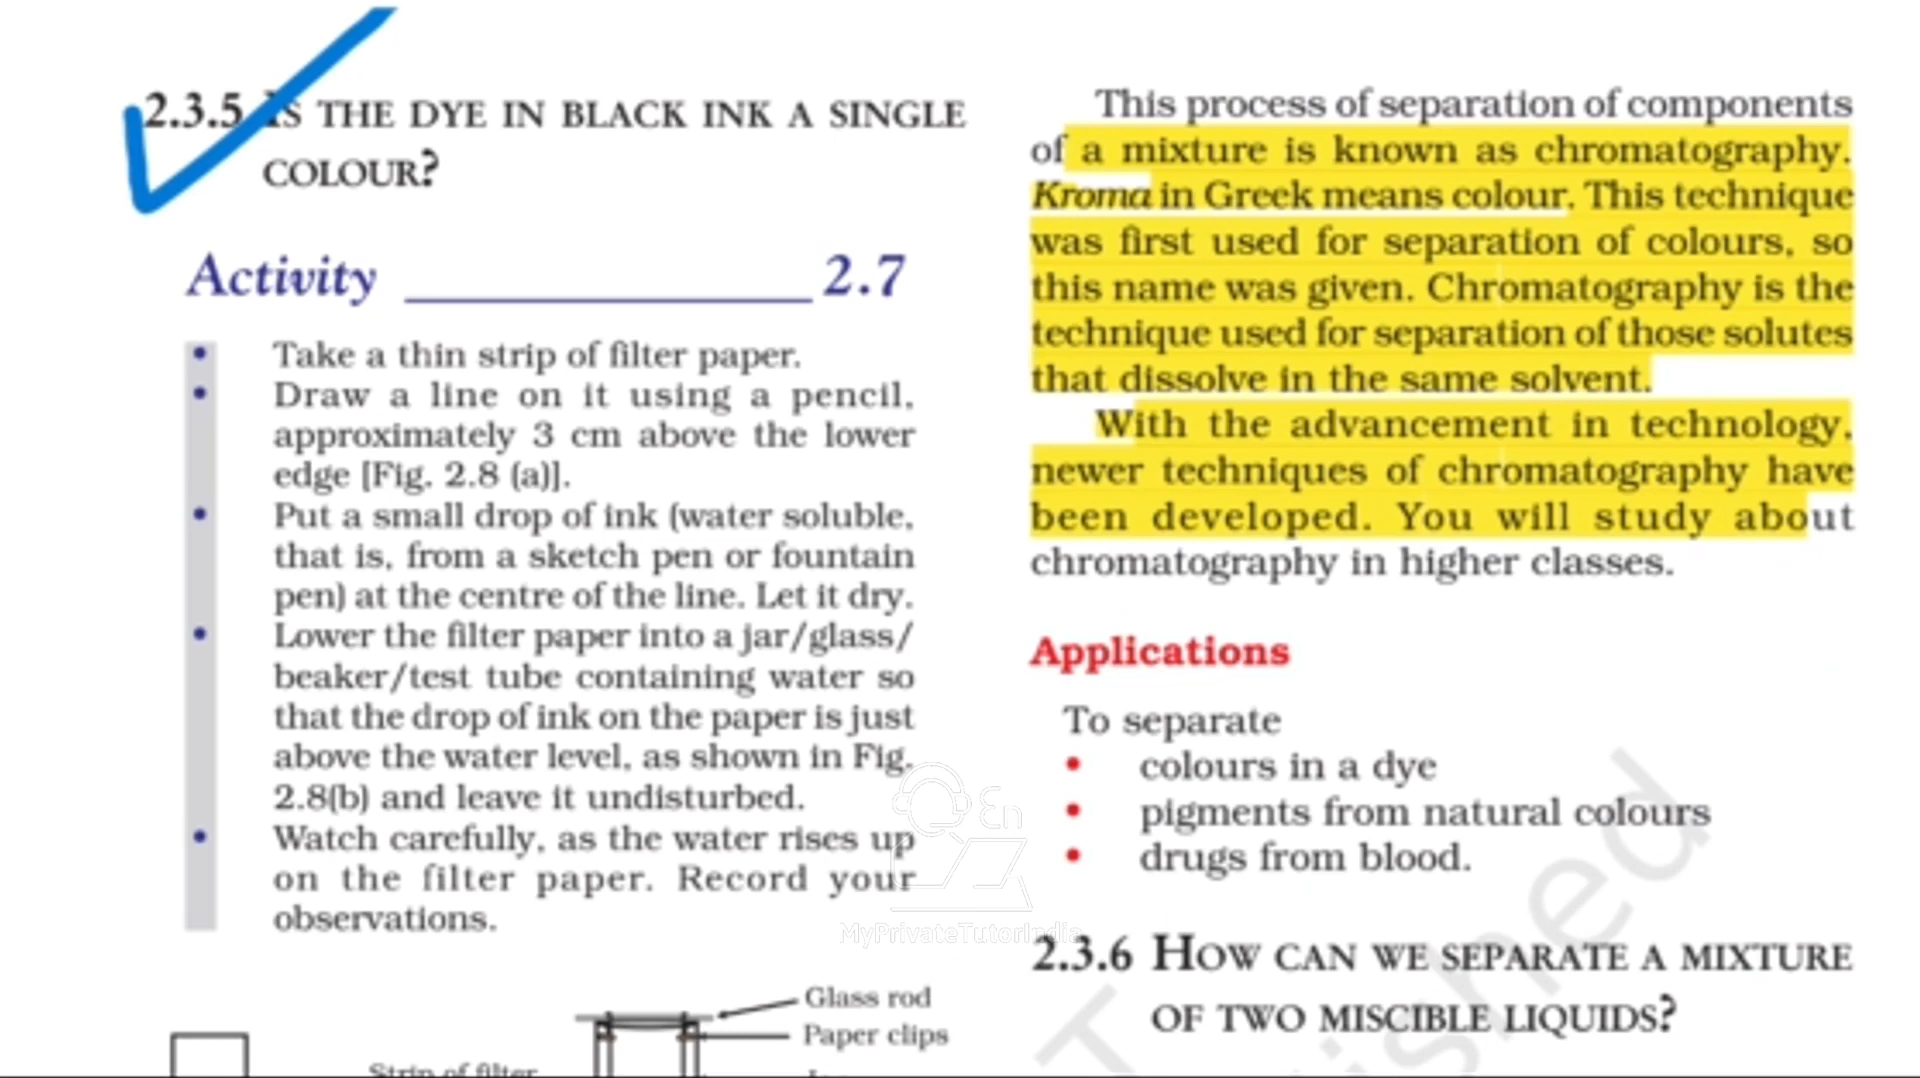 2.3.5 IS THE DYE IN BLACK INK A SINGLE
COLOUR?
Activity 2.7
• Take a thin strip of filter paper.
• Draw a line on it using a pencil,
approximately 3 cm above the lower
edge [Fig. 2.8 (a)].
• Put a small drop of ink (water soluble,
that is, from a sketch pen or fountain
pen) at the centre of the line. Let it dry.
• Lower the filter paper into a jar/glass/
beaker/test tube containing water so
that the drop of ink on the paper is just
above the water level, as shown in Fig.
2.8(b) and leave it undisturbed.
• Watch carefully, as the water rises up
on the filter paper. Record your
observations.
Glass rod
Paper clips
Strip of filter
This process of separation of components
of a mixture is known as chromatography.
Kroma in Greek means colour. This technique
was first used for separation of colours, so
this name was given. Chromatography is the
technique used for separation of those solutes
that dissolve in the same solvent.
With the advancement in technology,
newer techniques of chromatography have
been developed. You will study about
chromatography in higher classes.
Applications
To separate
• colours in a dye
• pigments from natural colours
• drugs from blood.
2.3.6 HOW CAN WE SEPARATE A MIXTURE
OF TWO MISCIBLE LIQUIDS?
En
MyPrivateTutorIndia